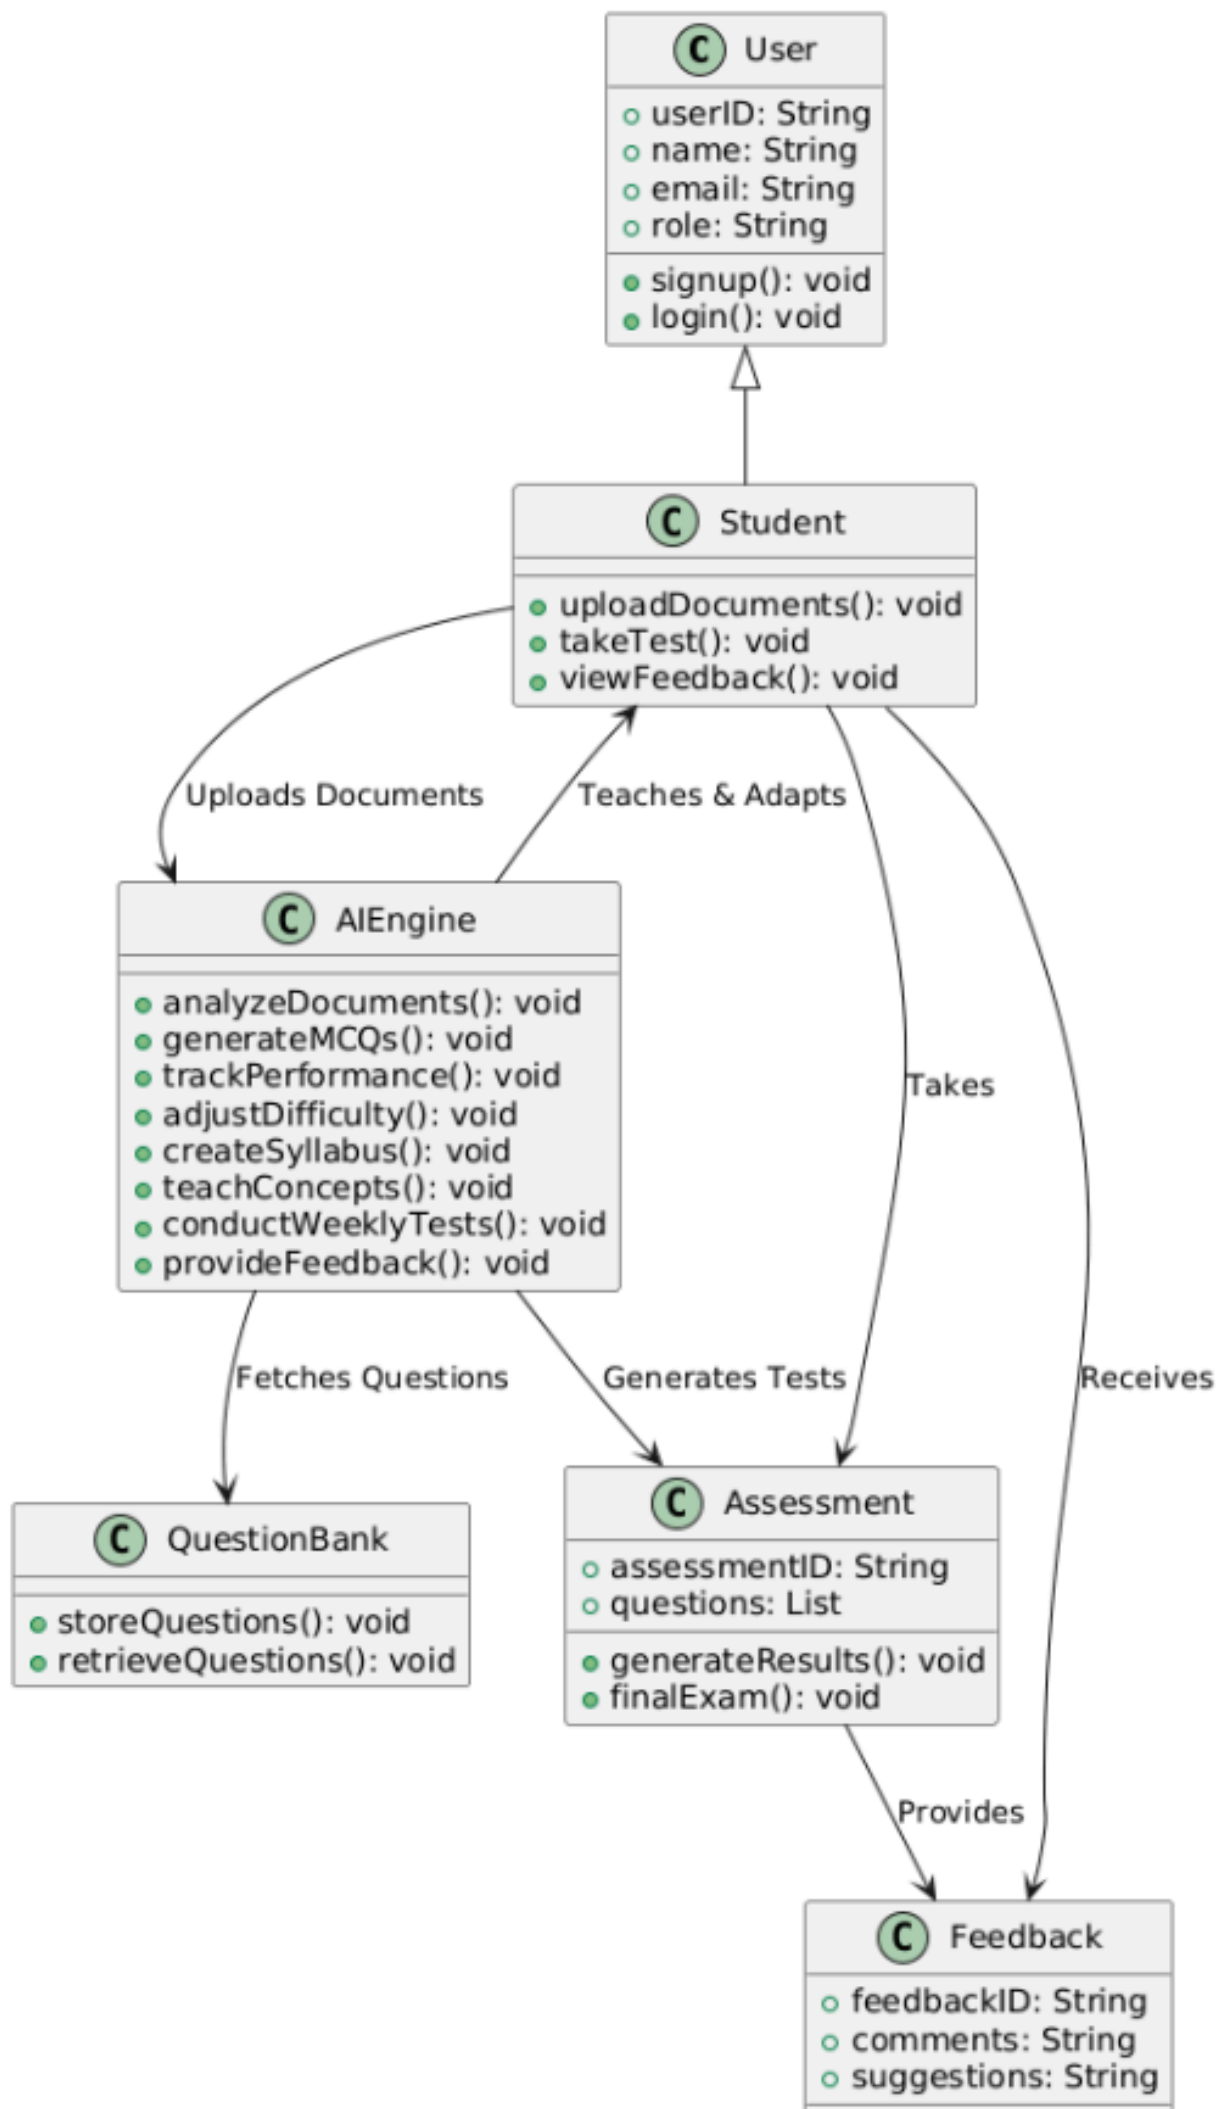 C User
userID: String
name: String
email: String
role: String
signup(): void
login(): void
C Student
uploadDocuments(): void
takeTest(): void
viewFeedback(): void
Uploads Documents
Teaches & Adapts
C AIEngine
analyzeDocuments(): void
generateMCQs(): void
trackPerformance(): void
adjustDifficulty(): void
createSyllabus(): void
teachConcepts(): void
conductWeeklyTests(): void
provideFeedback(): void
Takes
Fetches Questions
Generates Tests
Receives
C QuestionBank
storeQuestions(): void
retrieveQuestions(): void
C Assessment
assessmentID: String
questions: List
generateResults(): void
finalExam(): void
Provides
C Feedback
feedbackID: String
comments: String
suggestions: String